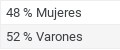 48 % Mujeres
52 % Varones